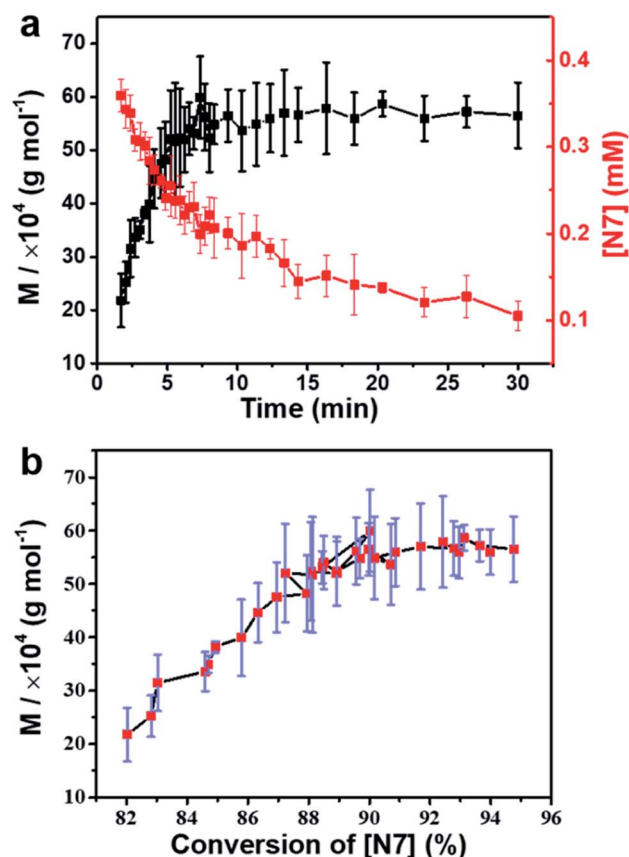 a
70
60
50
40
30
20
10
M / ×10⁴ (g mol⁻¹)
0.4
0.3
0.2
0.1
[N7] (mM)
0 5 10 15 20 25 30
Time (min)
b
70
60
50
40
30
20
10
M / ×10⁴ (g mol⁻¹)
82 84 86 88 90 92 94 96
Conversion of [N7] (%)